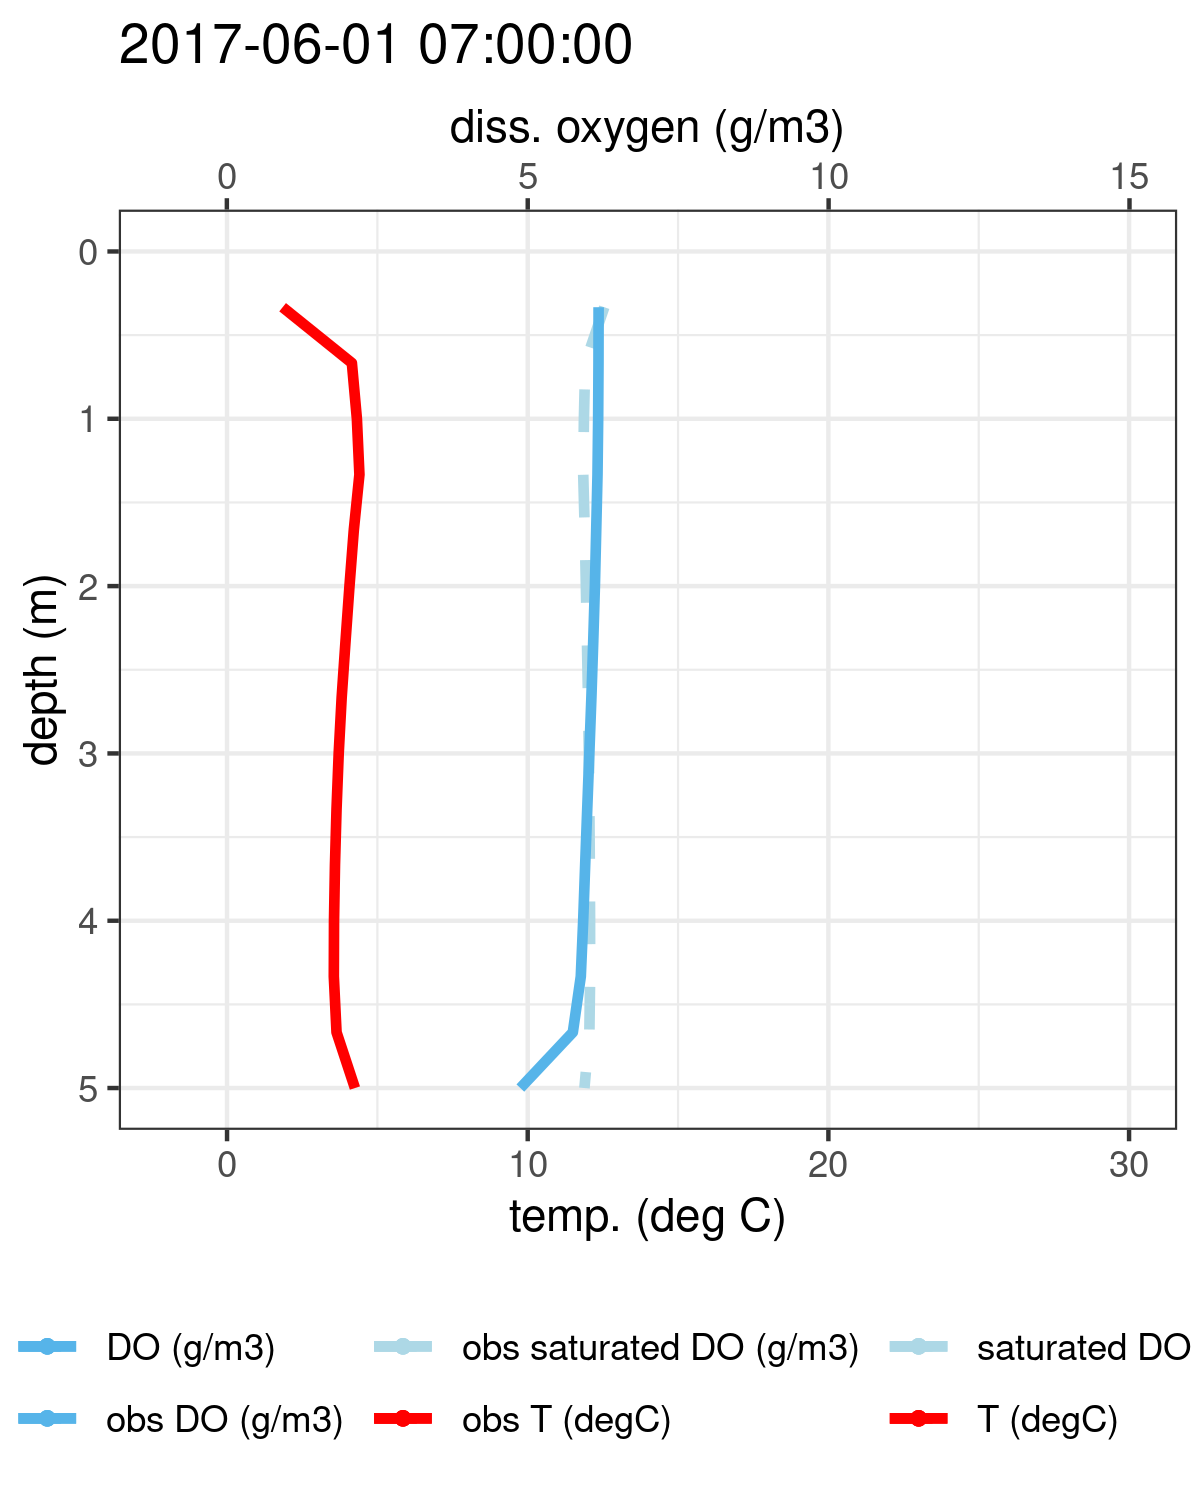 2017-06-01 07:00:00
diss. oxygen (g/m3)
0 5 10 15
0
1
2
3
4
5
depth (m)
0 10 20 30
temp. (deg C)
DO (g/m3) obs saturated DO (g/m3) saturated DO
obs DO (g/m3) obs T (degC) T (degC)